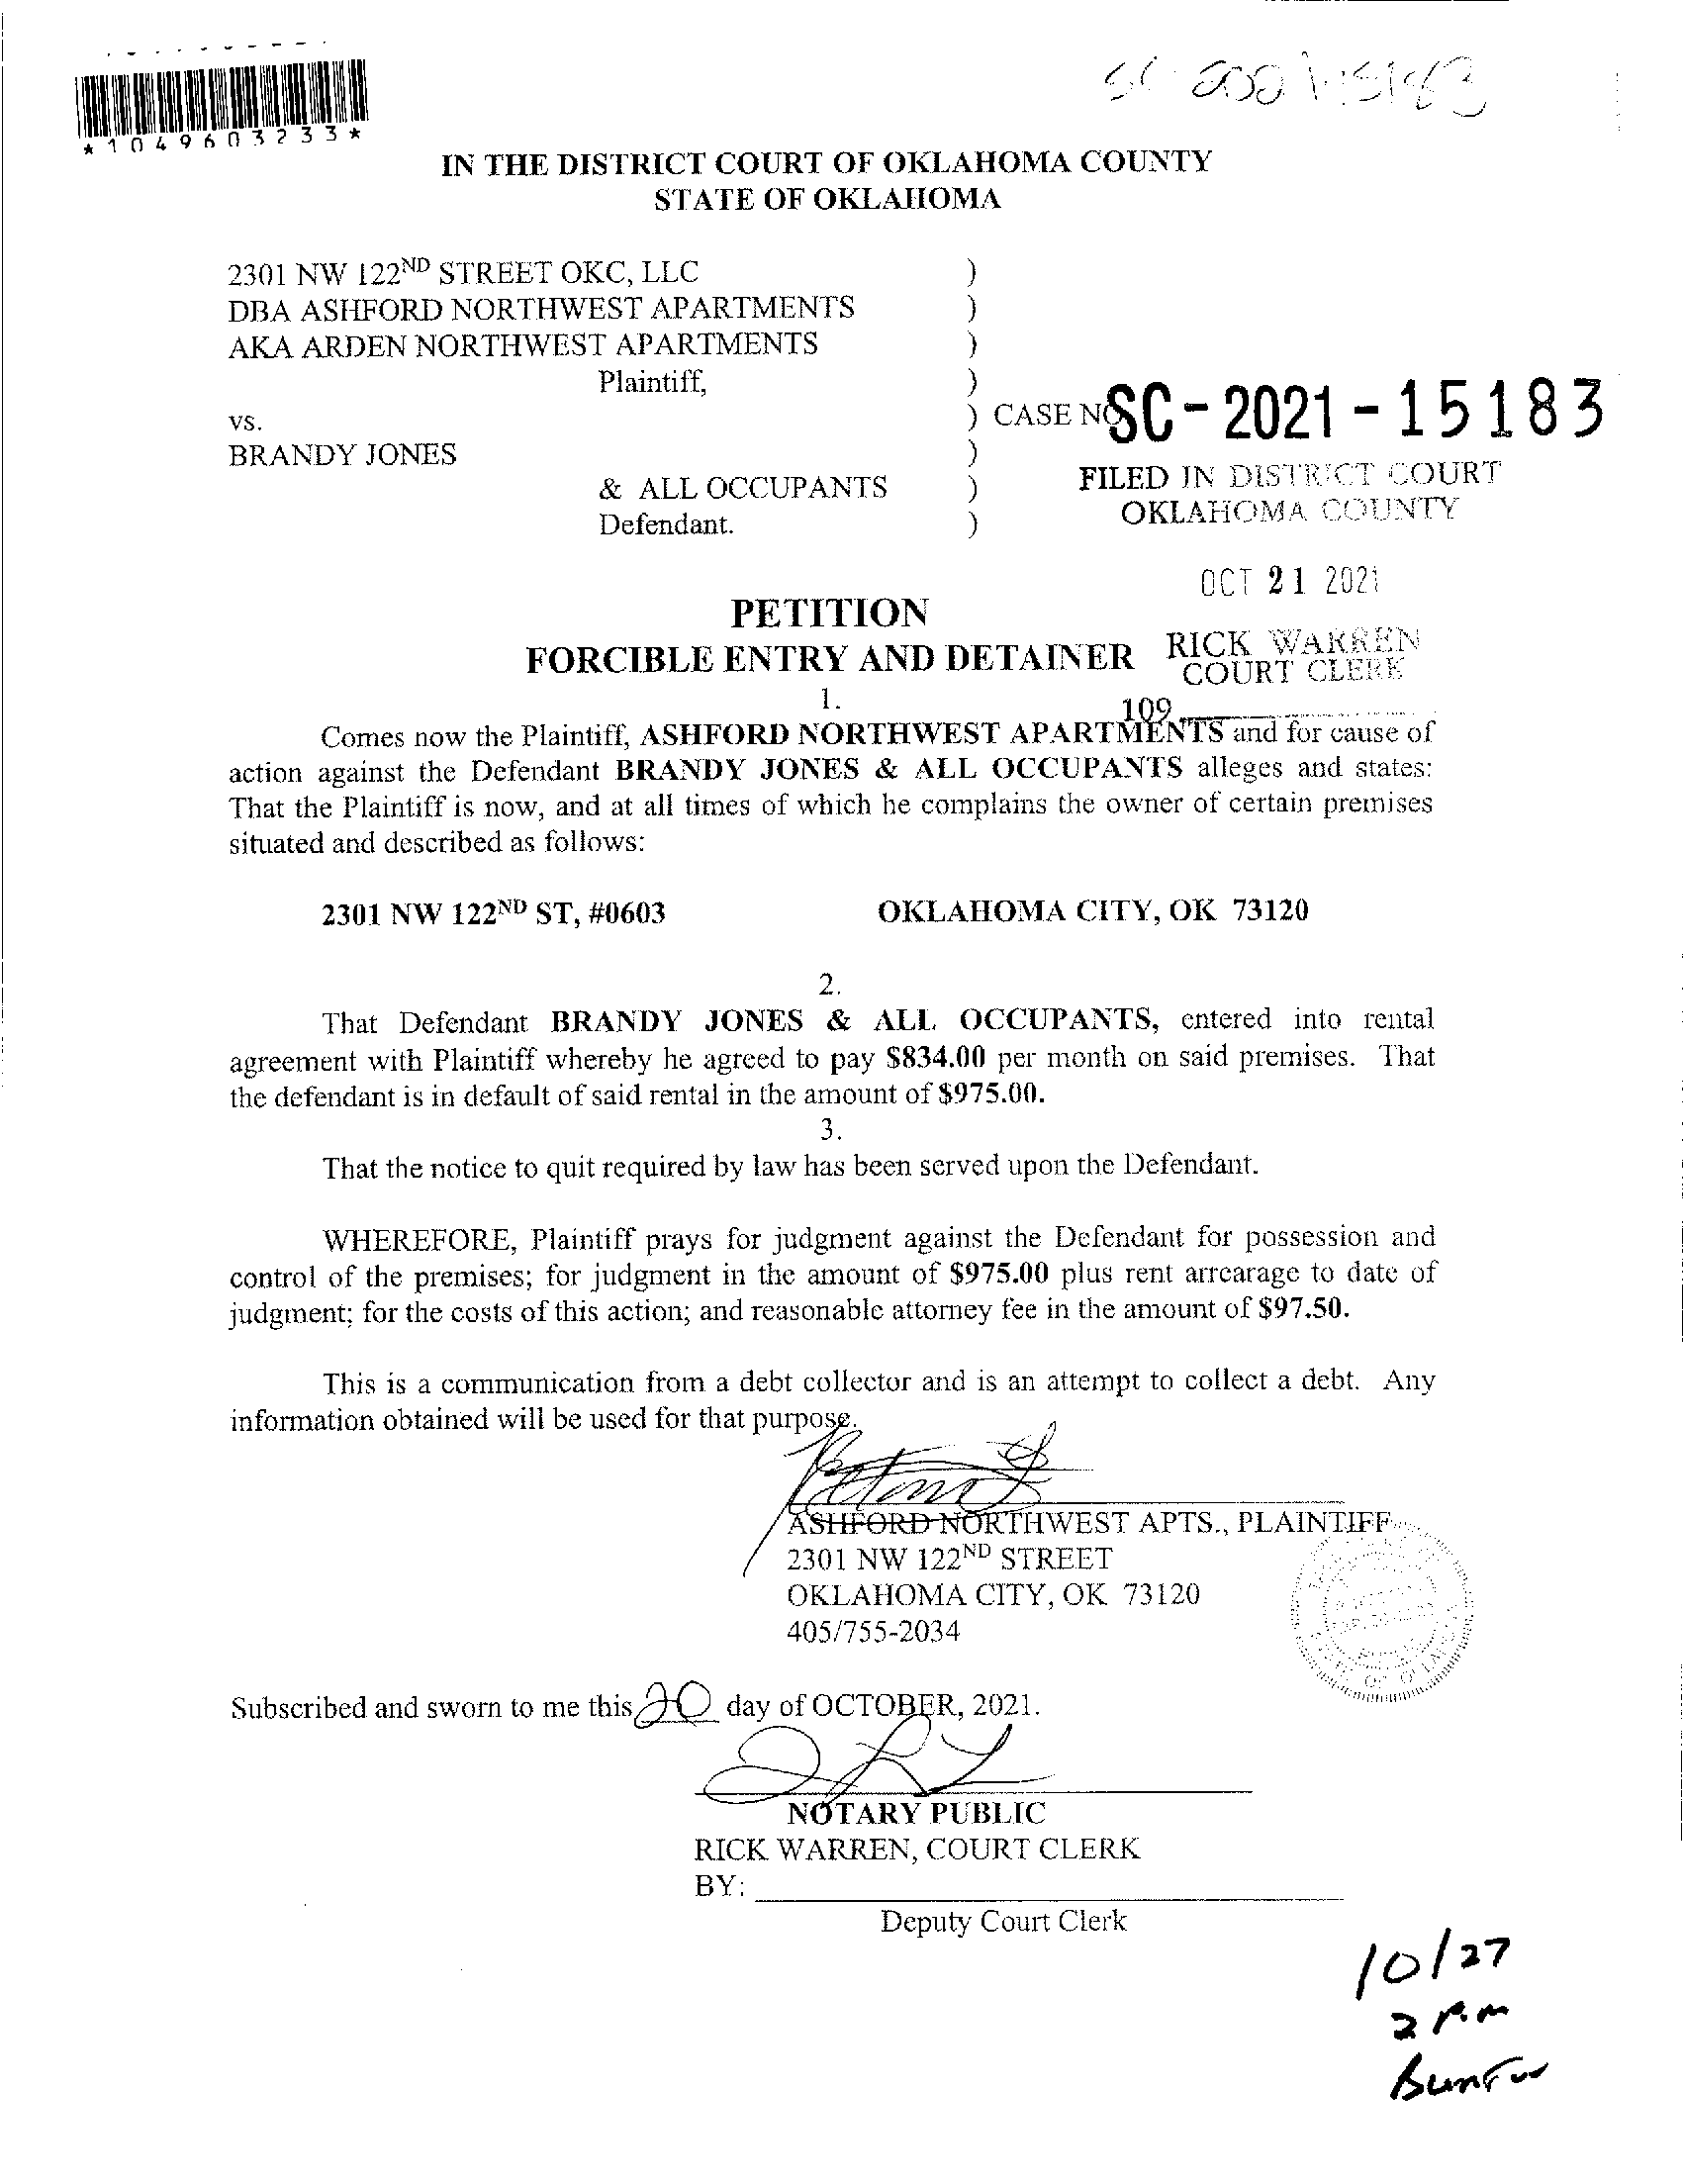 SC-2021-15183
*1049603233*
IN THE DISTRICT COURT OF OKLAHOMA COUNTY
STATE OF OKLAHOMA
2301 NW 122ND STREET OKC, LLC )
DBA ASHFORD NORTHWEST APARTMENTS )
AKA ARDEN NORTHWEST APARTMENTS )
Plaintiff, )
vs. ) CASE NO. SC-2021-15183
BRANDY JONES )
& ALL OCCUPANTS )
Defendant. )
FILED IN DISTRICT COURT
OKLAHOMA COUNTY
OCT 21 2021
RICK WARREN
COURT CLERK
109
PETITION
FORCIBLE ENTRY AND DETAINER
1.
Comes now the Plaintiff, ASHFORD NORTHWEST APARTMENTS and for cause of
action against the Defendant BRANDY JONES & ALL OCCUPANTS alleges and states:
That the Plaintiff is now, and at all times of which he complains the owner of certain premises
situated and described as follows:
2301 NW 122ND ST, #0603 OKLAHOMA CITY, OK 73120
2.
That Defendant BRANDY JONES & ALL OCCUPANTS, entered into rental
agreement with Plaintiff whereby he agreed to pay $834.00 per month on said premises. That
the defendant is in default of said rental in the amount of $975.00.
3.
That the notice to quit required by law has been served upon the Defendant.
WHEREFORE, Plaintiff prays for judgment against the Defendant for possession and
control of the premises; for judgment in the amount of $975.00 plus rent arrearage to date of
judgment; for the costs of this action; and reasonable attorney fee in the amount of $97.50.
This is a communication from a debt collector and is an attempt to collect a debt. Any
information obtained will be used for that purpose.
ASHFORD NORTHWEST APTS., PLAINTIFF
2301 NW 122ND STREET
OKLAHOMA CITY, OK 73120
405/755-2034
Subscribed and sworn to me this 20 day of OCTOBER, 2021.
NOTARY PUBLIC
RICK WARREN, COURT CLERK
BY:
Deputy Court Clerk
10/27
2 P.M